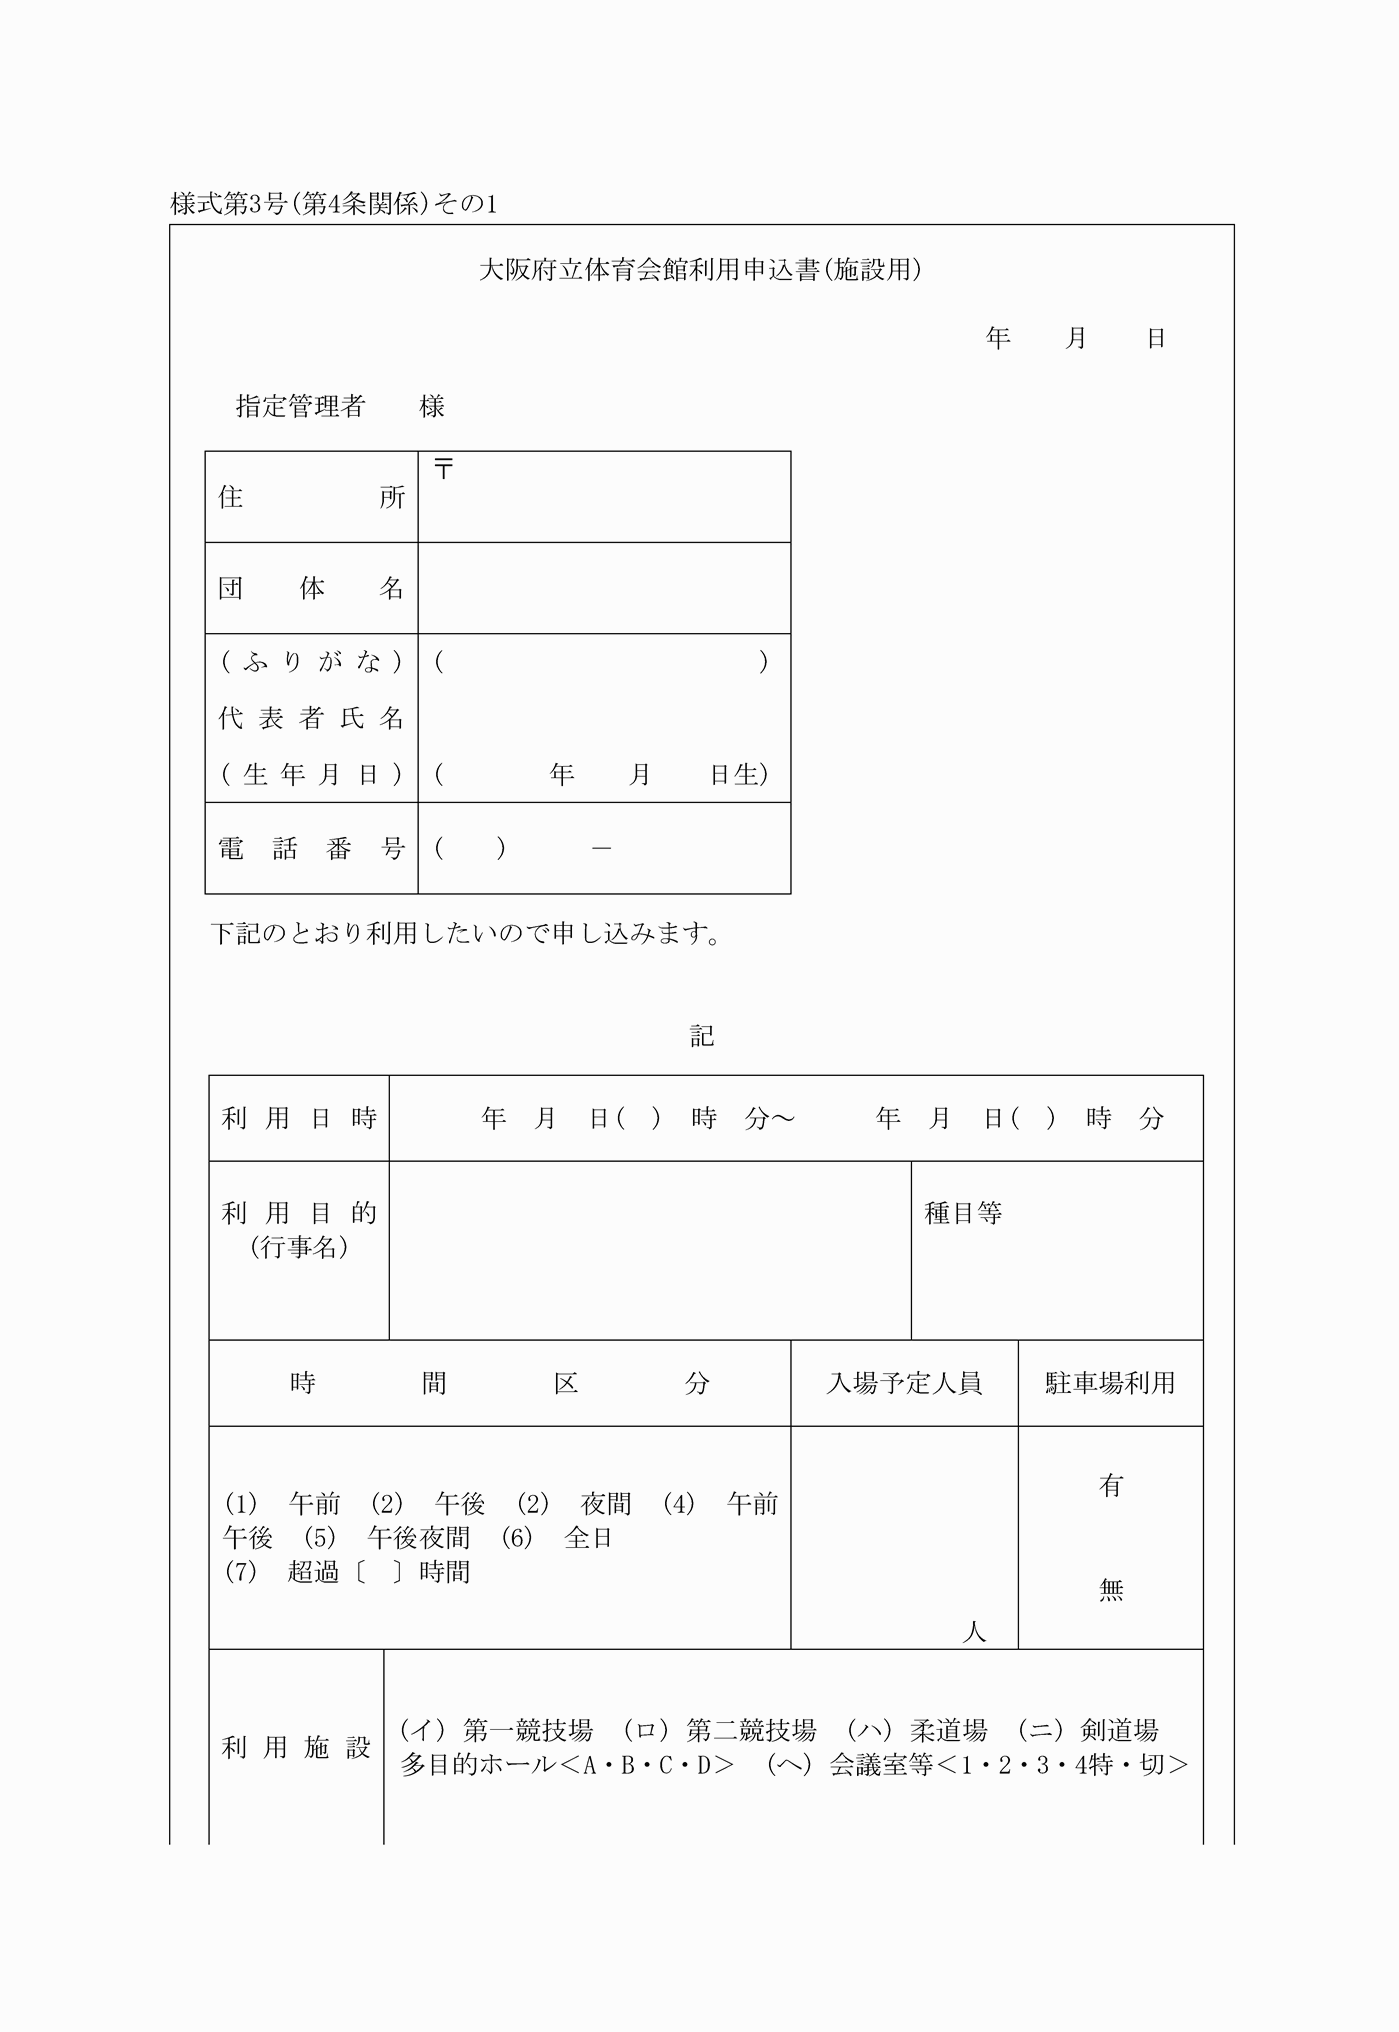 様式第3号(第4条関係)その1
大阪府立体育会館利用申込書(施設用)
年　月　日
指定管理者　様
住所　〒
団体名
(ふりがな)　(　)
代表者氏名
(生年月日)　(　年　月　日生)
電話番号　(　)　－
下記のとおり利用したいので申し込みます。
記
利用日時　年　月　日(　)　時　分～　年　月　日(　)　時　分
利用目的　種目等
(行事名)
時間区分　入場予定人員　駐車場利用
有
(1)　午前　(2)　午後　(2)　夜間　(4)　午前
午後　(5)　午後夜間　(6)　全日
(7)　超過〔　〕時間
無
人
(イ)　第一競技場　(ロ)　第二競技場　(ハ)　柔道場　(ニ)　剣道場
利用施設
多目的ホール＜A・B・C・D＞　(ヘ)　会議室等＜1・2・3・4特・切＞